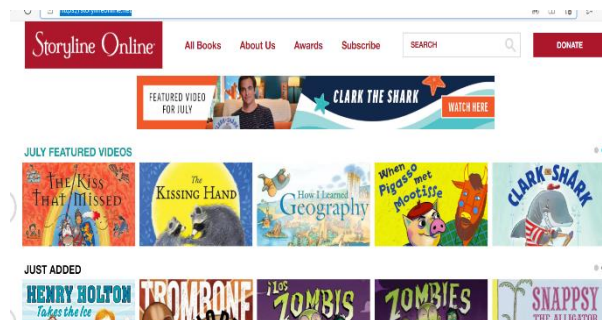 Storyline Online
All Books
About Us
Awards
Subscribe
SEARCH
DONATE
FEATURED VIDEO
FOR JULY
CLARK THE SHARK
WATCH HERE
JULY FEATURED VIDEOS
THE KISS
THAT MISSED
The
KISSING HAND
How I Learned
Geography
When
Pigasso
met
Mootisse
CLARK THE SHARK
JUST ADDED
HENRY HOLTON
Takes the Ice
TROMBONE
¡Los
ZOMBIS
ZOMBIES
SNAPPSY
THE ALLIGATOR